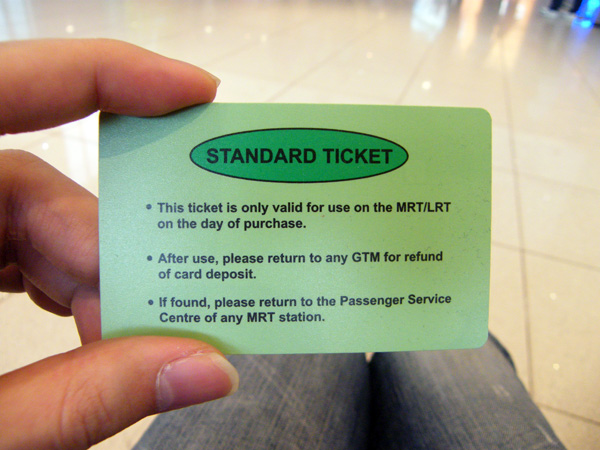 STANDARD TICKET
• This ticket is only valid for use on the MRT/LRT
on the day of purchase.
• After use, please return to any GTM for refund
of card deposit.
• If found, please return to the Passenger Service
Centre of any MRT station.